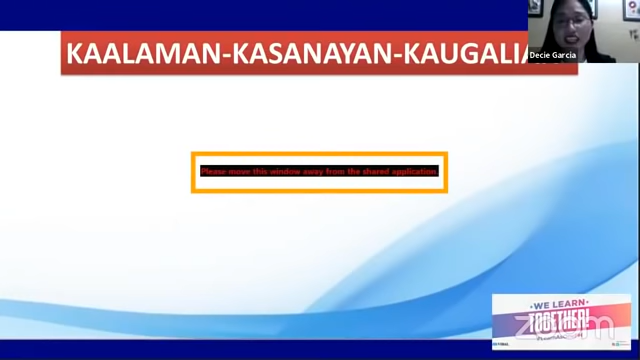 KAALAMAN-KASANAYAN-KAUGALIA
Decie Garcia
Please move this window away from the shared application.
WE LEARN
TOGETHER!
zoom